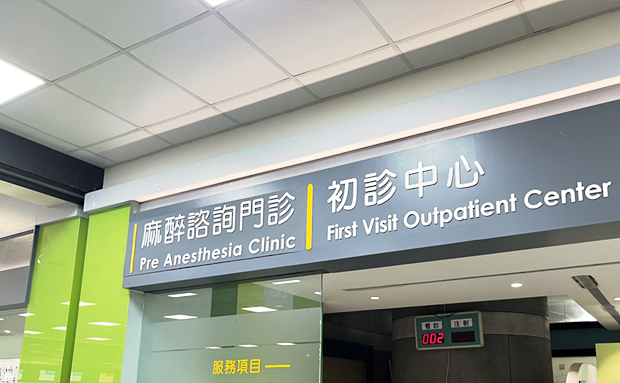 麻醉諮詢門診
Pre Anesthesia Clinic
初診中心
First Visit Outpatient Center
002
服務項目